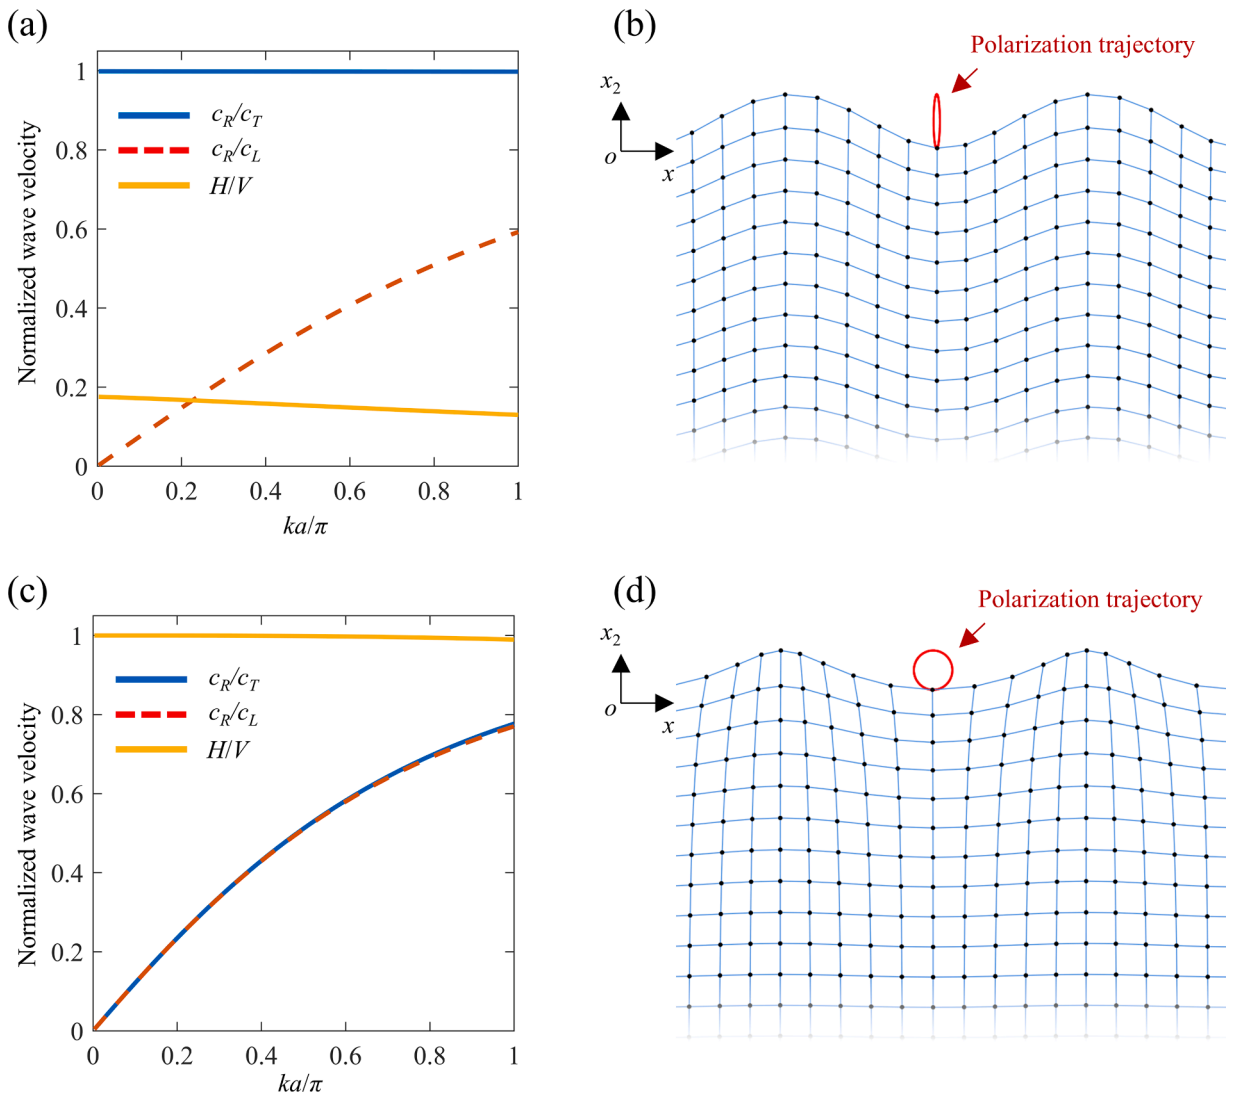 (a)
Normalized wave velocity
1
0.8
0.6
0.4
0.2
0
c_R/c_T
c_R/c_L
H/V
0 0.2 0.4 0.6 0.8 1
ka/π
(b)
Polarization trajectory
x₂
o
x
(c)
Normalized wave velocity
1
0.8
0.6
0.4
0.2
0
c_R/c_T
c_R/c_L
H/V
0 0.2 0.4 0.6 0.8 1
ka/π
(d)
Polarization trajectory
x₂
o
x